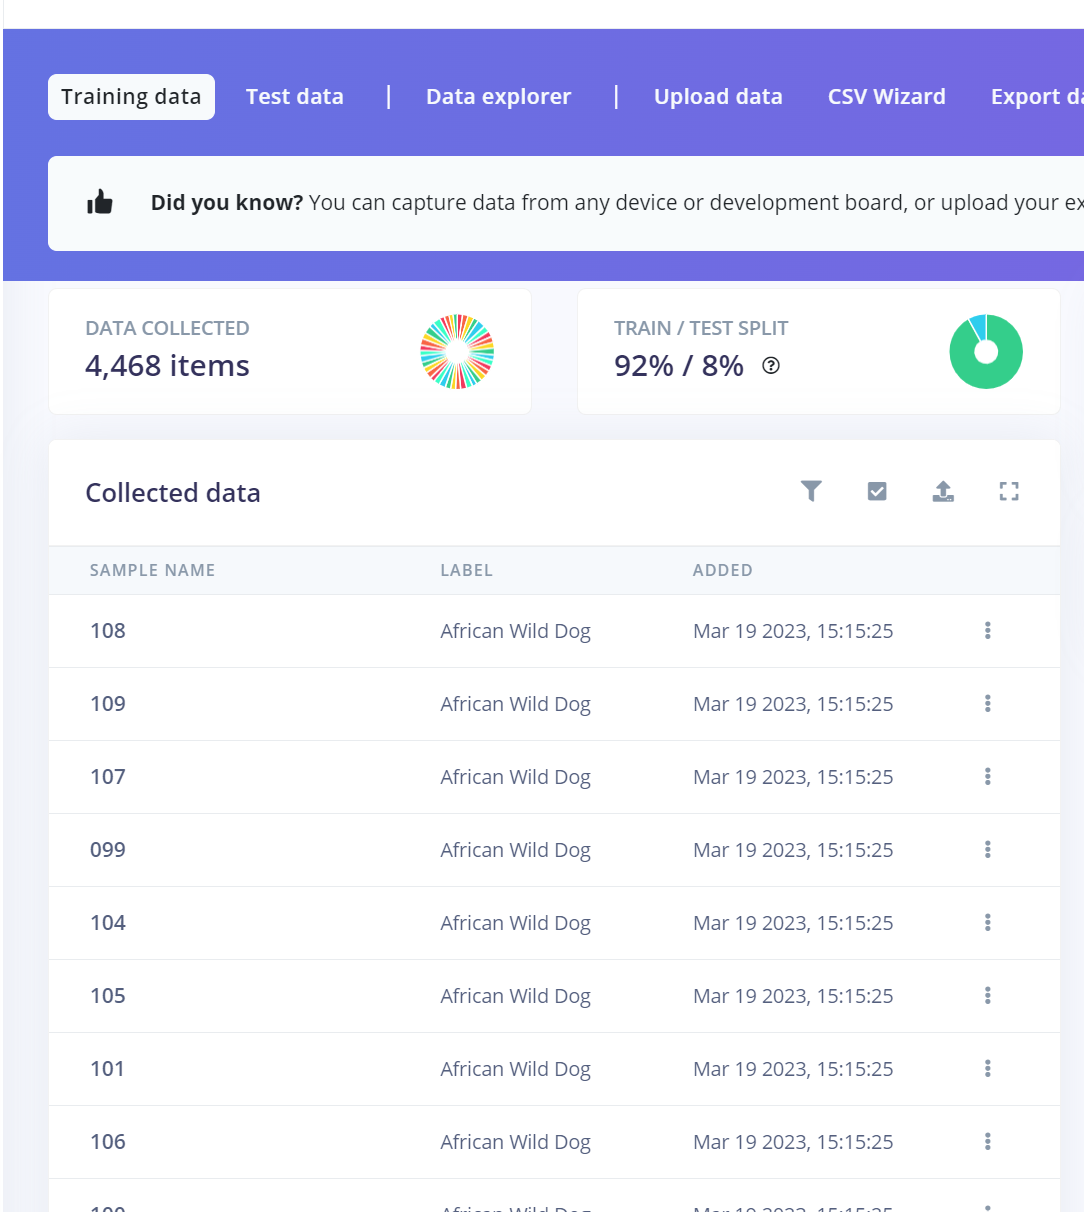 Training data Test data | Data explorer | Upload data CSV Wizard Export da
Did you know? You can capture data from any device or development board, or upload your ex
DATA COLLECTED
4,468 items
TRAIN / TEST SPLIT
92% / 8%
Collected data
SAMPLE NAME LABEL ADDED
108 African Wild Dog Mar 19 2023, 15:15:25
109 African Wild Dog Mar 19 2023, 15:15:25
107 African Wild Dog Mar 19 2023, 15:15:25
099 African Wild Dog Mar 19 2023, 15:15:25
104 African Wild Dog Mar 19 2023, 15:15:25
105 African Wild Dog Mar 19 2023, 15:15:25
101 African Wild Dog Mar 19 2023, 15:15:25
106 African Wild Dog Mar 19 2023, 15:15:25